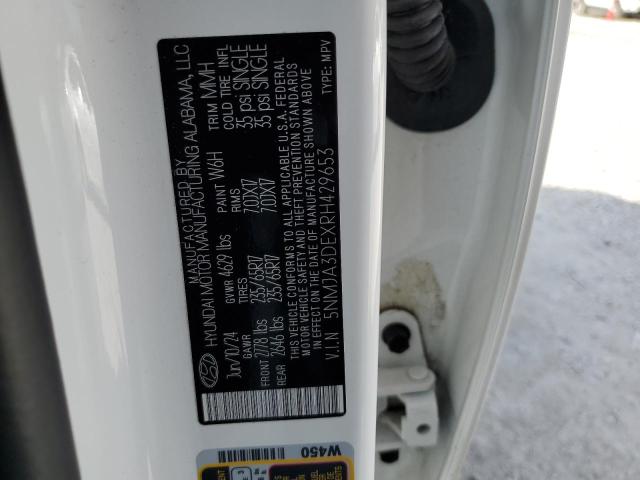 MANUFACTURED BY
HYUNDAI MOTOR MANUFACTURING ALABAMA, LLC
Jun/10/24 GVWR 4629 lbs PAINT W6H TRIM MMH
GAWR TIRES RIMS COLD TIRE INFL
FRONT 2778 lbs 235/65R17 7.0JX17 35 psi SINGLE
REAR 2646 lbs 235/65R17 7.0JX17 35 psi SINGLE
THIS VEHICLE CONFORMS TO ALL APPLICABLE U.S.A. FEDERAL
MOTOR VEHICLE SAFETY AND THEFT PREVENTION STANDARDS
IN EFFECT ON THE DATE OF MANUFACTURE SHOWN ABOVE
V.I.N 5NMJA3DEXRH429653 TYPE: MPV
W450